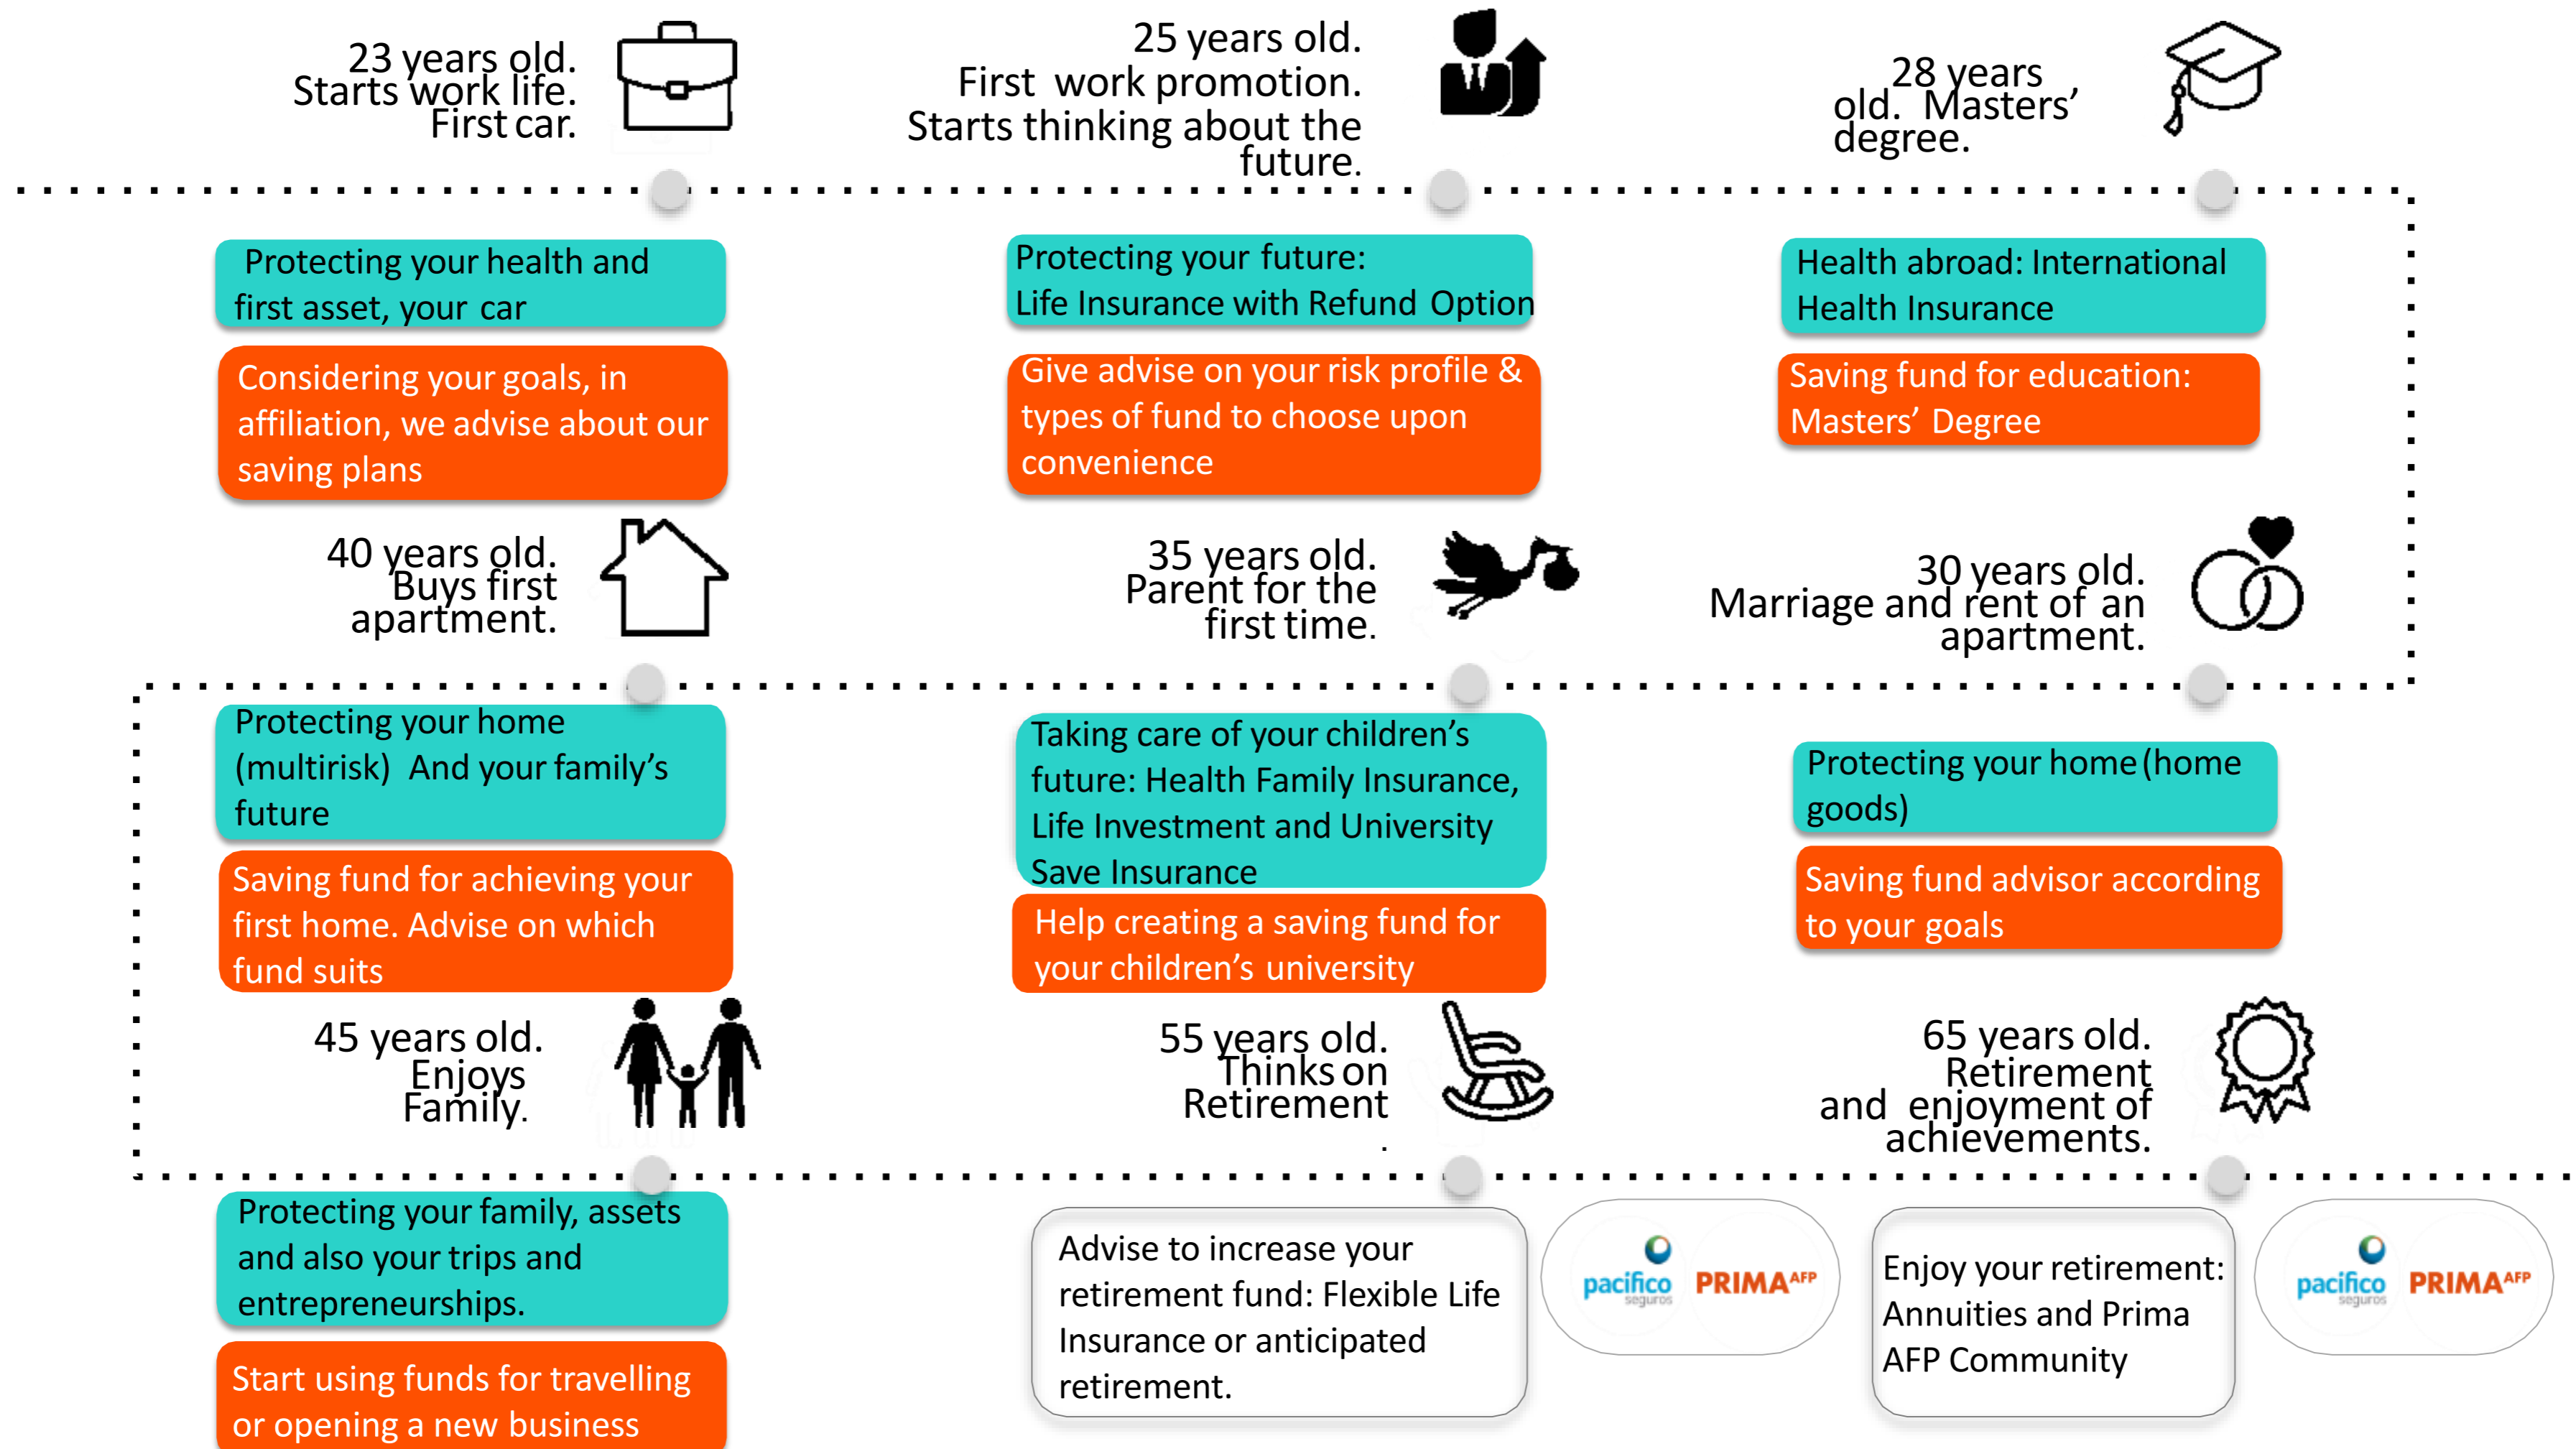 23 years old.
Starts work life.
First car.
25 years old.
First work promotion.
Starts thinking about the
future.
28 years
old. Masters’
degree.
Protecting your health and
first asset, your car
Considering your goals, in
affiliation, we advise about our
saving plans
Protecting your future:
Life Insurance with Refund Option
Give advise on your risk profile &
types of fund to choose upon
convenience
Health abroad: International
Health Insurance
Saving fund for education:
Masters’ Degree
40 years old.
Buys first
apartment.
35 years old.
Parent for the
first time.
30 years old.
Marriage and rent of an
apartment.
Protecting your home
(multirisk) And your family’s
future
Saving fund for achieving your
first home. Advise on which
fund suits
Taking care of your children’s
future: Health Family Insurance,
Life Investment and University
Save Insurance
Help creating a saving fund for
your children’s university
Protecting your home (home
goods)
Saving fund advisor according
to your goals
45 years old.
Enjoys
Family.
55 years old.
Thinks on
Retirement
.
65 years old.
Retirement
and enjoyment of
achievements.
Protecting your family, assets
and also your trips and
entrepreneurships.
Start using funds for travelling
or opening a new business
Advise to increase your
retirement fund: Flexible Life
Insurance or anticipated
retirement.
pacifico
seguros
PRIMA AFP
Enjoy your retirement:
Annuities and Prima
AFP Community
pacifico
seguros
PRIMA AFP